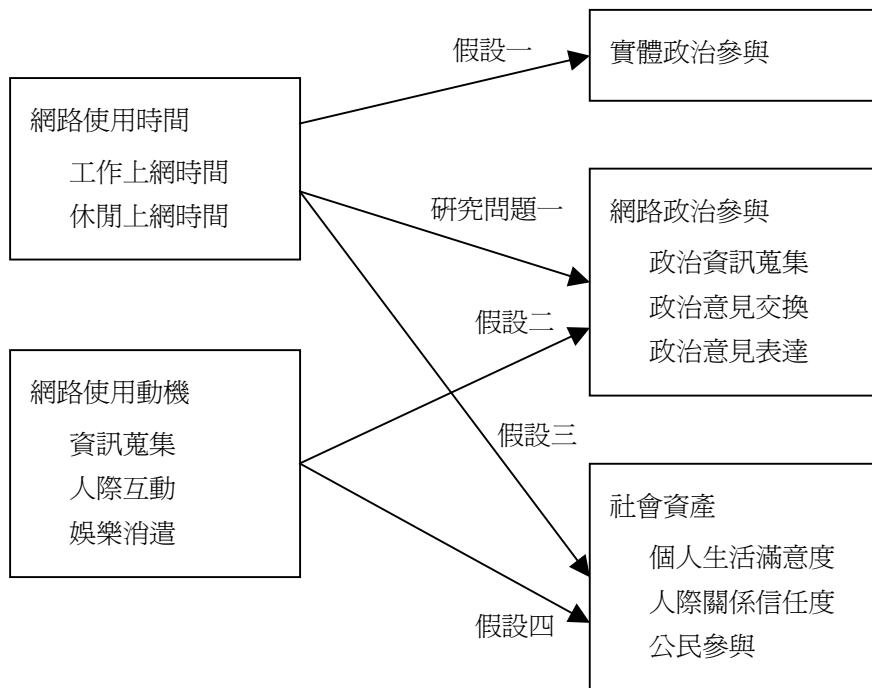 假設一
實體政治參與
網路使用時間
工作上網時間
休閒上網時間
研究問題一
網路政治參與
政治資訊蒐集
政治意見交換
政治意見表達
假設二
網路使用動機
資訊蒐集
人際互動
娛樂消遣
假設三
社會資產
個人生活滿意度
人際關係信任度
公民參與
假設四